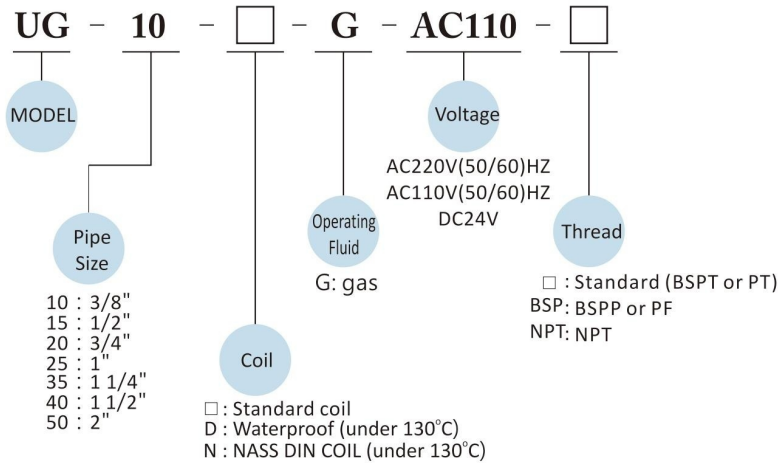 UG - 10 - □ - G - AC110 - □
MODEL
Pipe
Size
10 : 3/8"
15 : 1/2"
20 : 3/4"
25 : 1"
35 : 1 1/4"
40 : 1 1/2"
50 : 2"
Coil
□ : Standard coil
D : Waterproof (under 130°C)
N : NASS DIN COIL (under 130°C)
Operating
Fluid
G: gas
Voltage
AC220V(50/60)HZ
AC110V(50/60)HZ
DC24V
Thread
□ : Standard (BSPT or PT)
BSP: BSPP or PF
NPT: NPT